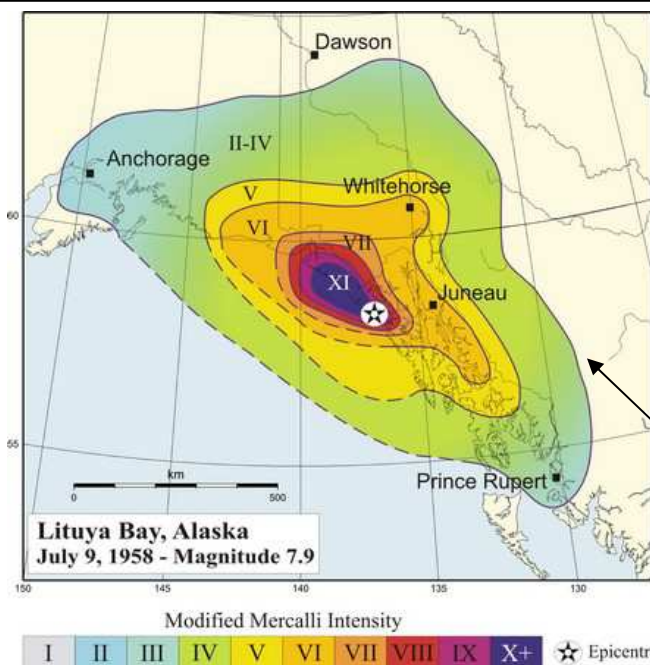 Dawson
II-IV
Anchorage
V
Whitehorse
60
VI
VII
XI
Juneau
55
km
0 500
Prince Rupert
Lituya Bay, Alaska
July 9, 1958 - Magnitude 7.9
150 145 140 135 130
Modified Mercalli Intensity
I II III IV V VI VII VIII IX X+ Epicentr